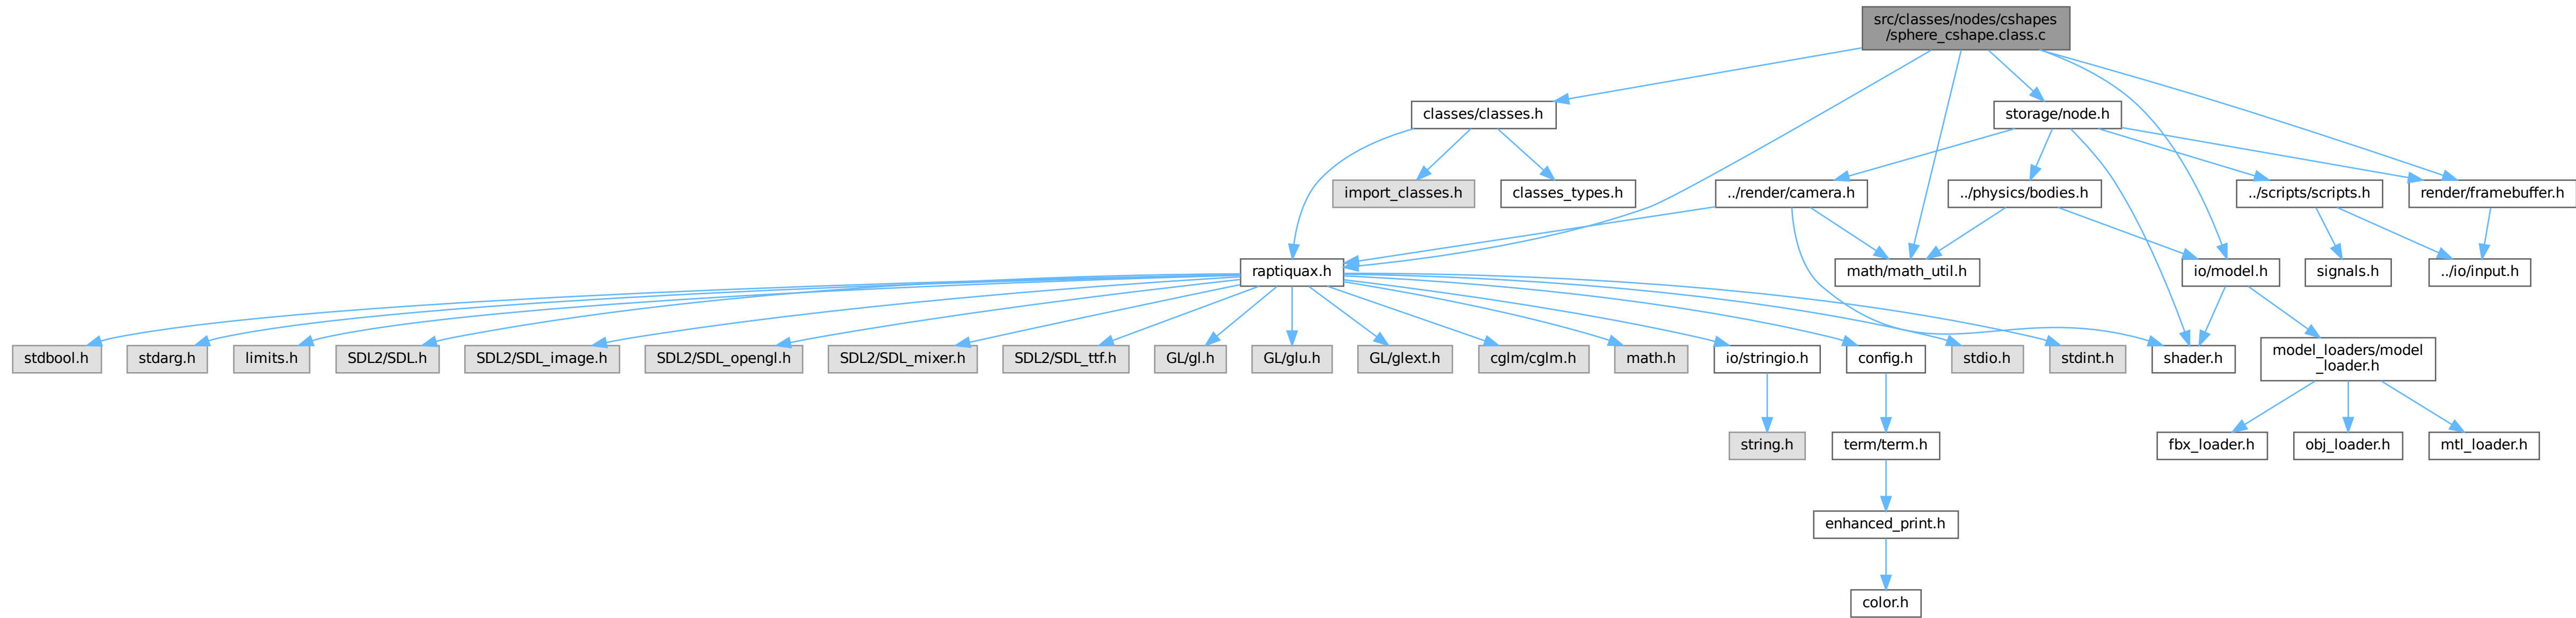 src/classes/nodes/cshapes
/sphere_cshape.class.c
classes/classes.h
storage/node.h
import_classes.h
classes_types.h
../render/camera.h
../physics/bodies.h
../scripts/scripts.h
render/framebuffer.h
raptiquax.h
math/math_util.h
io/model.h
signals.h
../io/input.h
stdbool.h
stdarg.h
limits.h
SDL2/SDL.h
SDL2/SDL_image.h
SDL2/SDL_opengl.h
SDL2/SDL_mixer.h
SDL2/SDL_ttf.h
GL/gl.h
GL/glu.h
GL/glext.h
cglm/cglm.h
math.h
io/stringio.h
config.h
stdio.h
stdint.h
shader.h
model_loaders/model
_loader.h
string.h
term/term.h
fbx_loader.h
obj_loader.h
mtl_loader.h
enhanced_print.h
color.h